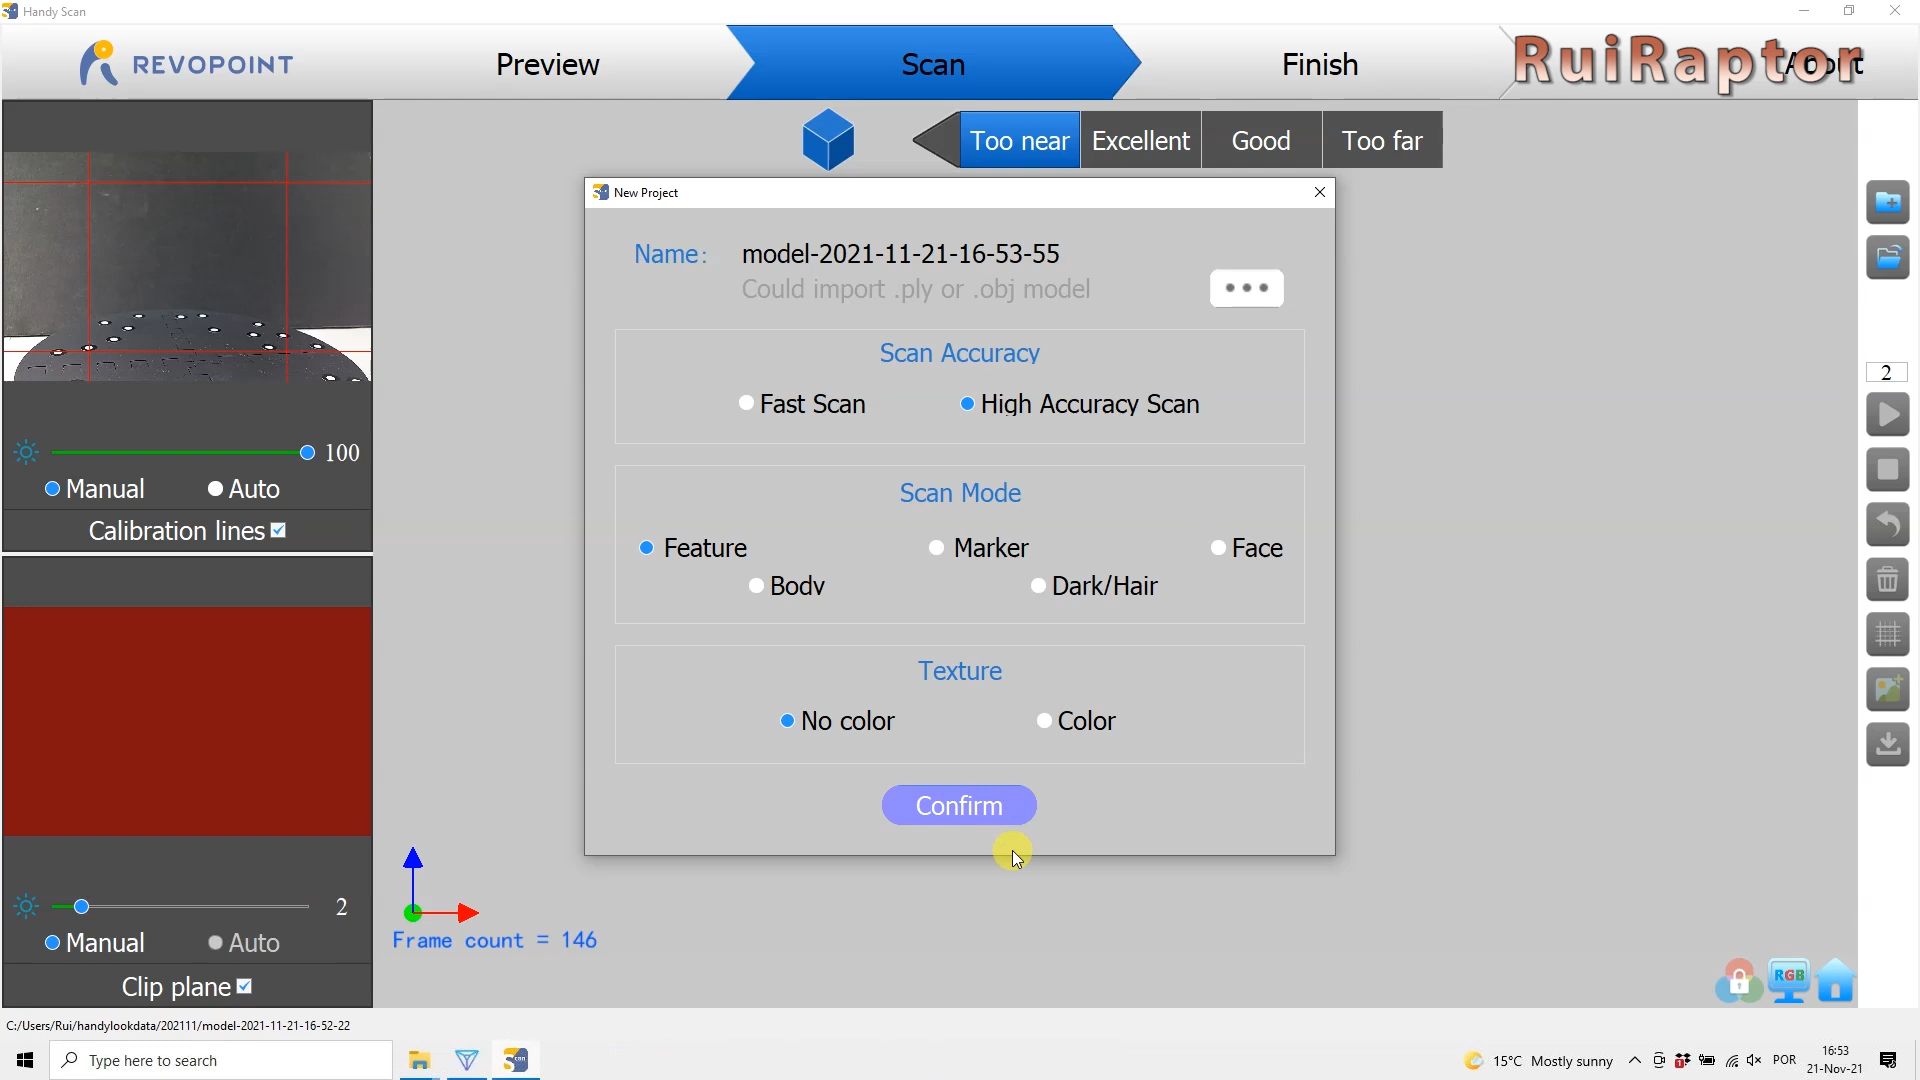 Handy Scan
REVOPOINT
Preview
Scan
Finish
About
RuiRaptor
Too near
Excellent
Good
Too far
New Project
Name:
model-2021-11-21-16-53-55
Could import .ply or .obj model
Scan Accuracy
Fast Scan
High Accuracy Scan
Scan Mode
Feature
Marker
Face
Body
Dark/Hair
Texture
No color
Color
Confirm
100
Manual
Auto
Calibration lines
2
Manual
Auto
Clip plane
2
Frame count = 146
RGB
C:/Users/Rui/handylookdata/202111/model-2021-11-21-16-52-22
Type here to search
scan
15°C Mostly sunny
POR
16:53
21-Nov-21